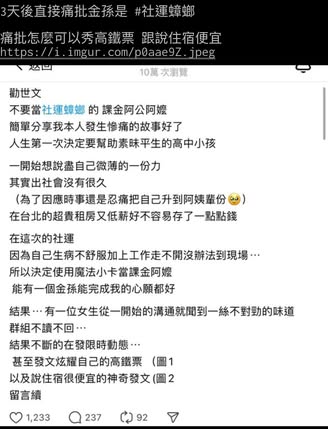 3天後直接痛批金孫是 #社運蟑螂
痛批怎麼可以秀高鐵票 跟說住宿便宜
https://i.imgur.com/p0aae9Z.jpeg
返回
10萬次瀏覽
勸世文
不要當社運蟑螂 的 課金阿公阿嬤
簡單分享我本人發生慘痛的故事好了
人生第一次決定要幫助素昧平生的高中小孩
一開始想說盡自己微薄的一份力
其實出社會沒有很久
（為了因應時事還是忍痛把自己升到阿姨輩份🥹）
在台北的超貴租房又低薪好不容易存了一點點錢
在這次的社運
因為自己生病不舒服加上工作走不開沒辦法到現場…
所以決定使用魔法小卡當課金阿嬤
能有一個金孫能完成我的心願都好
結果…有一位女生從一開始的溝通就聞到一絲不對勁的味道
群組不讀不回…
結果不斷的在發限時動態…
甚至發文炫耀自己的高鐵票 （圖1
以及說住宿很便宜的神奇發文(圖2
留言續
1,233 237 92